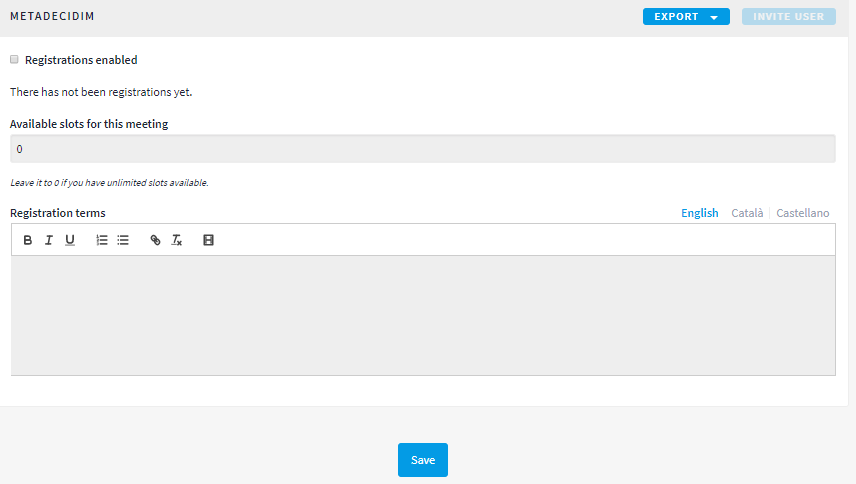 METADECIDIM EXPORT INVITE USER
Registrations enabled
There has not been registrations yet.
Available slots for this meeting
0
Leave it to 0 if you have unlimited slots available.
Registration terms English Català Castellano
B I U
Save